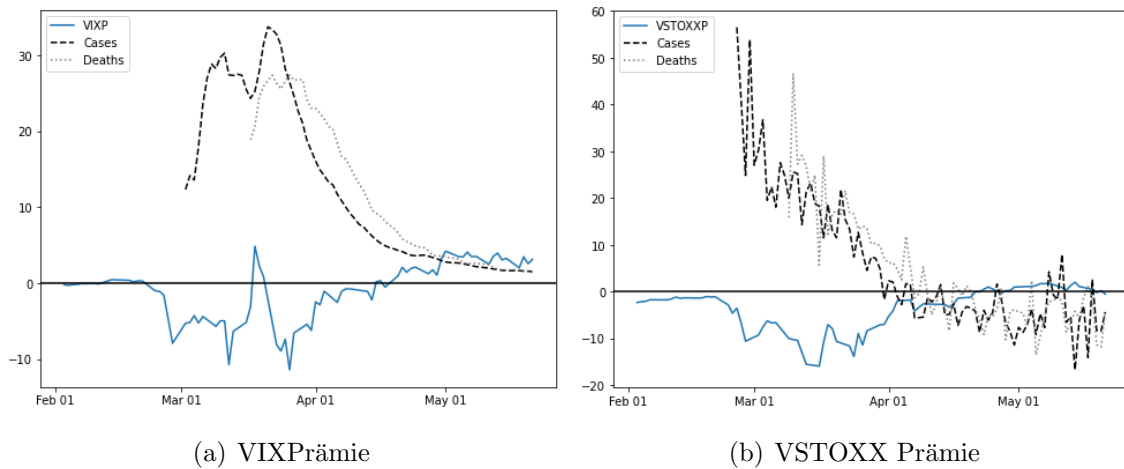 VIXP
Cases
Deaths
30
20
10
0
−10
Feb 01
Mar 01
Apr 01
May 01
(a) VIXPrämie
VSTOXXP
Cases
Deaths
60
50
40
30
20
10
0
−10
−20
Feb 01
Mar 01
Apr 01
May 01
(b) VSTOXX Prämie